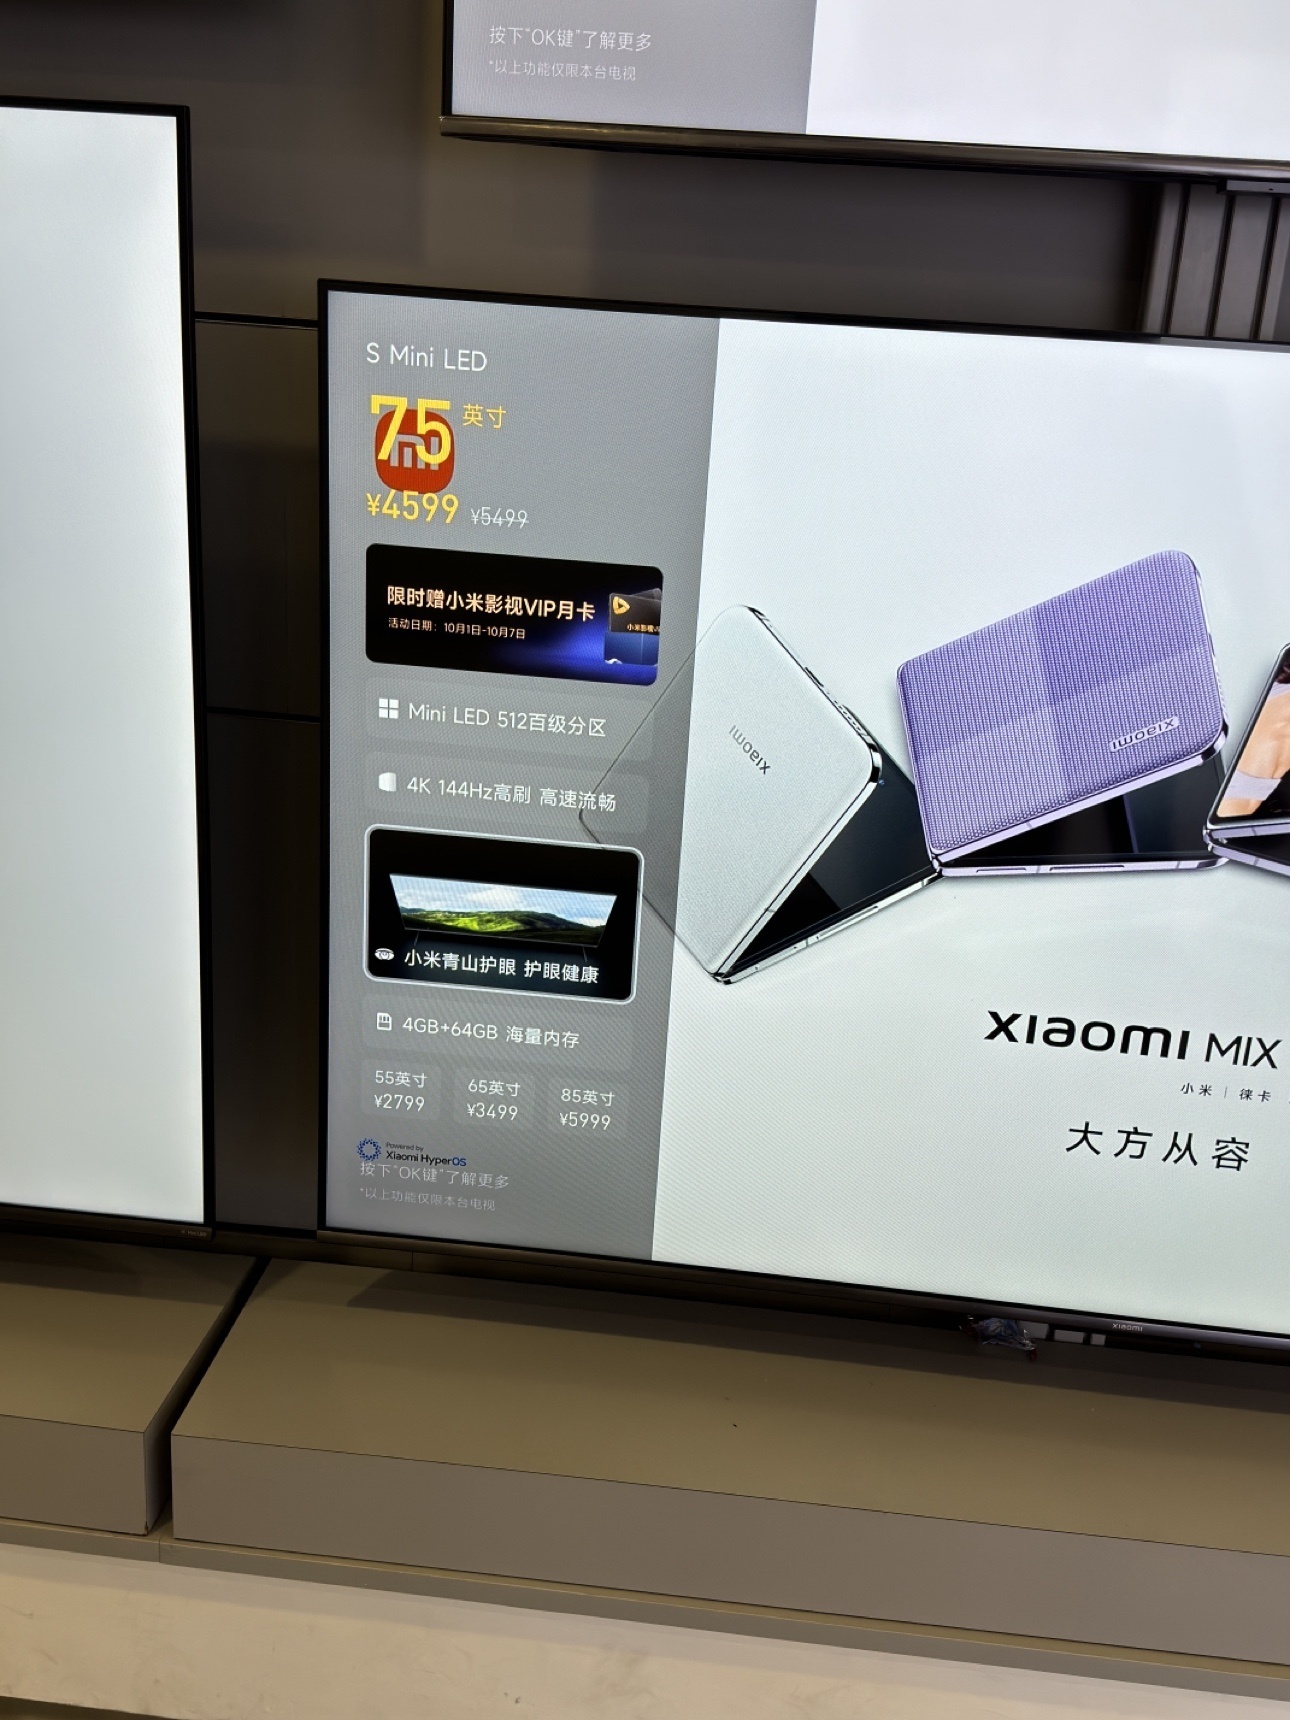 按下“OK键”了解更多
*以上功能仅限本台电视
S Mini LED
75英寸
¥4599 ¥5499
限时赠小米影视VIP月卡
活动日期：10月1日-10月7日
Mini LED 512百级分区
4K 144Hz高刷 高速流畅
小米青山护眼 护眼健康
4GB+64GB 海量内存
55英寸 65英寸 85英寸
¥2799 ¥3499 ¥5999
Powered by
Xiaomi HyperOS
按下“OK键”了解更多
*以上功能仅限本台电视
xiaomi
xiaomi
xiaomi MIX
小米 | 徕卡
大方从容
xiaomi